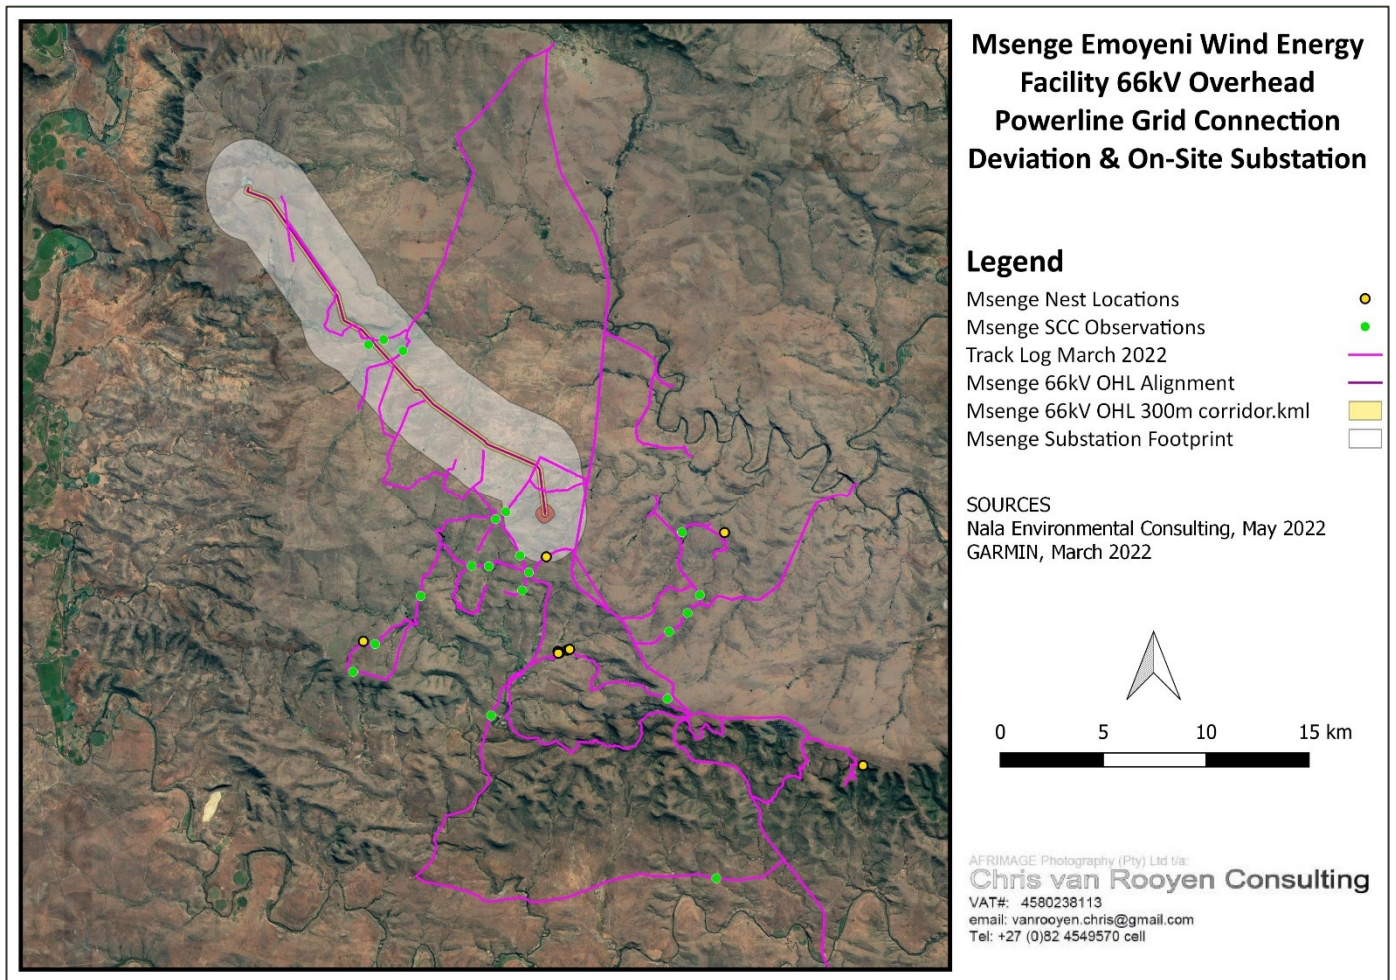 Msenge Emoyeni Wind Energy
Facility 66kV Overhead
Powerline Grid Connection
Deviation & On-Site Substation
Legend
Msenge Nest Locations
Msenge SCC Observations
Track Log March 2022
Msenge 66kV OHL Alignment
Msenge 66kV OHL 300m corridor.kml
Msenge Substation Footprint
SOURCES
Nala Environmental Consulting, May 2022
GARMIN, March 2022
0 5 10 15 km
AFRIMAGE Photography (Pty) Ltd t/a:
Chris van Rooyen Consulting
VAT#: 4580238113
email: vanrooyen.chris@gmail.com
Tel: +27 (0)82 4549570 cell